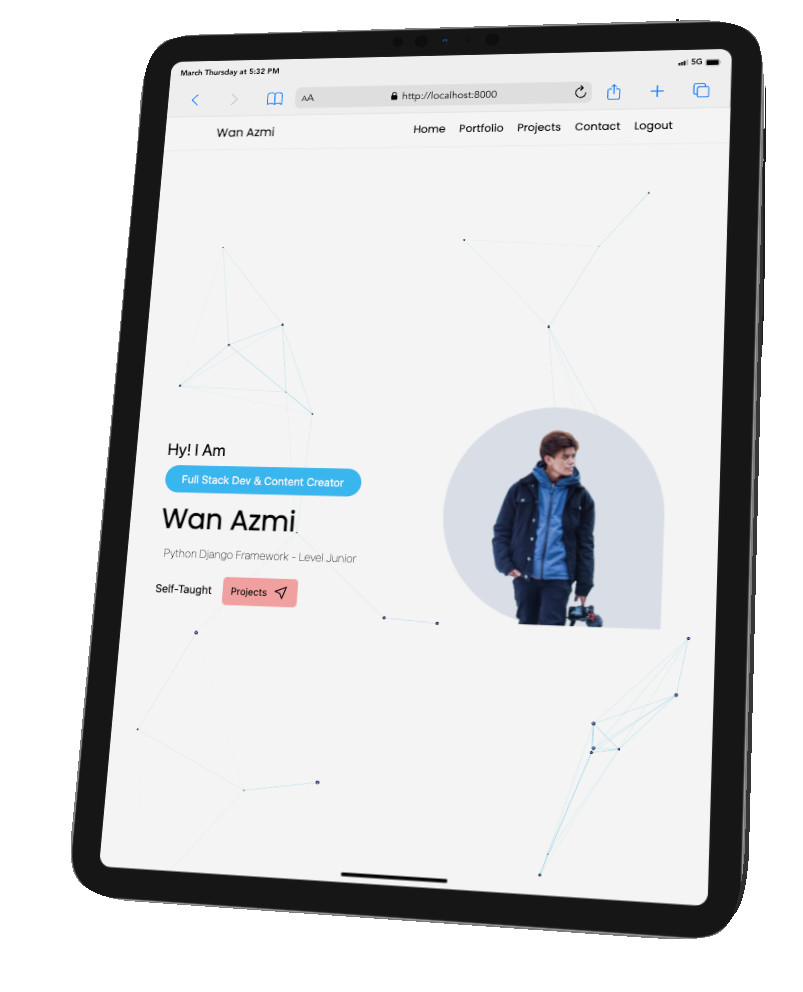 March Thursday at 5:32 PM 5G
AA http://localhost:8000
Wan Azmi Home Portfolio Projects Contact Logout
Hy! I Am
Full Stack Dev & Content Creator
Wan Azmi
Python Django Framework - Level Junior
Self-Taught Projects